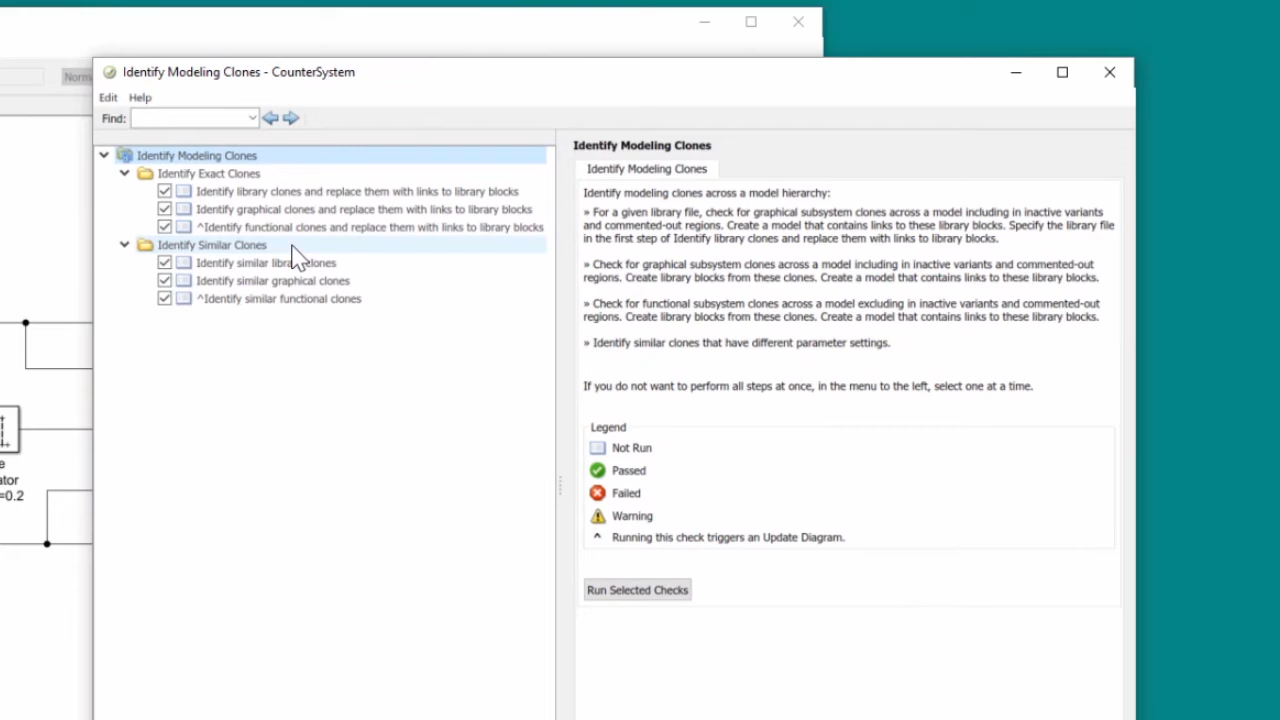 Identify Modeling Clones - CounterSystem
Edit Help
Find:
Identify Modeling Clones
Identify Exact Clones
Identify library clones and replace them with links to library blocks
Identify graphical clones and replace them with links to library blocks
^Identify functional clones and replace them with links to library blocks
Identify Similar Clones
Identify similar clones
Identify similar graphical clones
^Identify similar functional clones
Identify Modeling Clones
Identify Modeling Clones
Identify modeling clones across a model hierarchy:
» For a given library file, check for graphical subsystem clones across a model including in inactive variants
and commented-out regions. Create a model that contains links to these library blocks. Specify the library file
in the first step of Identify library clones and replace them with links to library blocks.
» Check for graphical subsystem clones across a model including in inactive variants and commented-out
regions. Create library blocks from these clones. Create a model that contains links to these library blocks.
» Check for functional subsystem clones across a model excluding in inactive variants and commented-out
regions. Create library blocks from these clones. Create a model that contains links to these library blocks.
» Identify similar clones that have different parameter settings.
If you do not want to perform all steps at once, in the menu to the left, select one at a time.
Legend
Not Run
Passed
Failed
Warning
^ Running this check triggers an Update Diagram.
Run Selected Checks
Norm
e
ator
=0.2